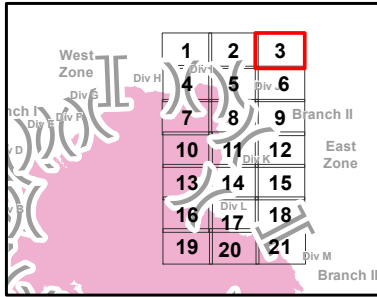 1 2 3
West
Zone
Div H
Div I
Div J
4 5 6
Div G
nch I
Div F
Div E
7 8 9
Branch II
Div D
10 11 12
East
Zone
Div K
13 14 15
Div L
16 17 18
19 20 21
Div M
Branch II